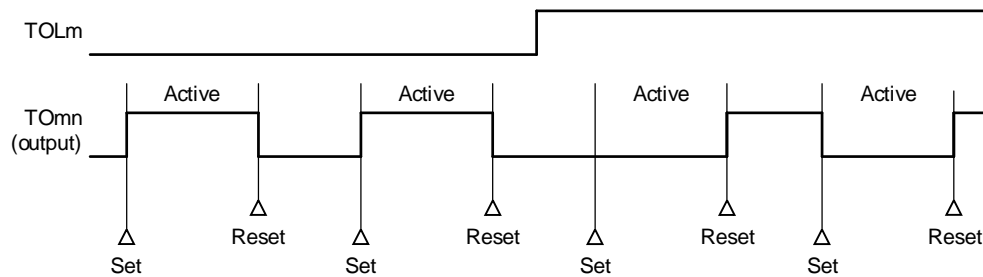 TOLm
Active Active Active Active
TOmn
(output)
Reset Reset Reset Reset
Set Set Set Set